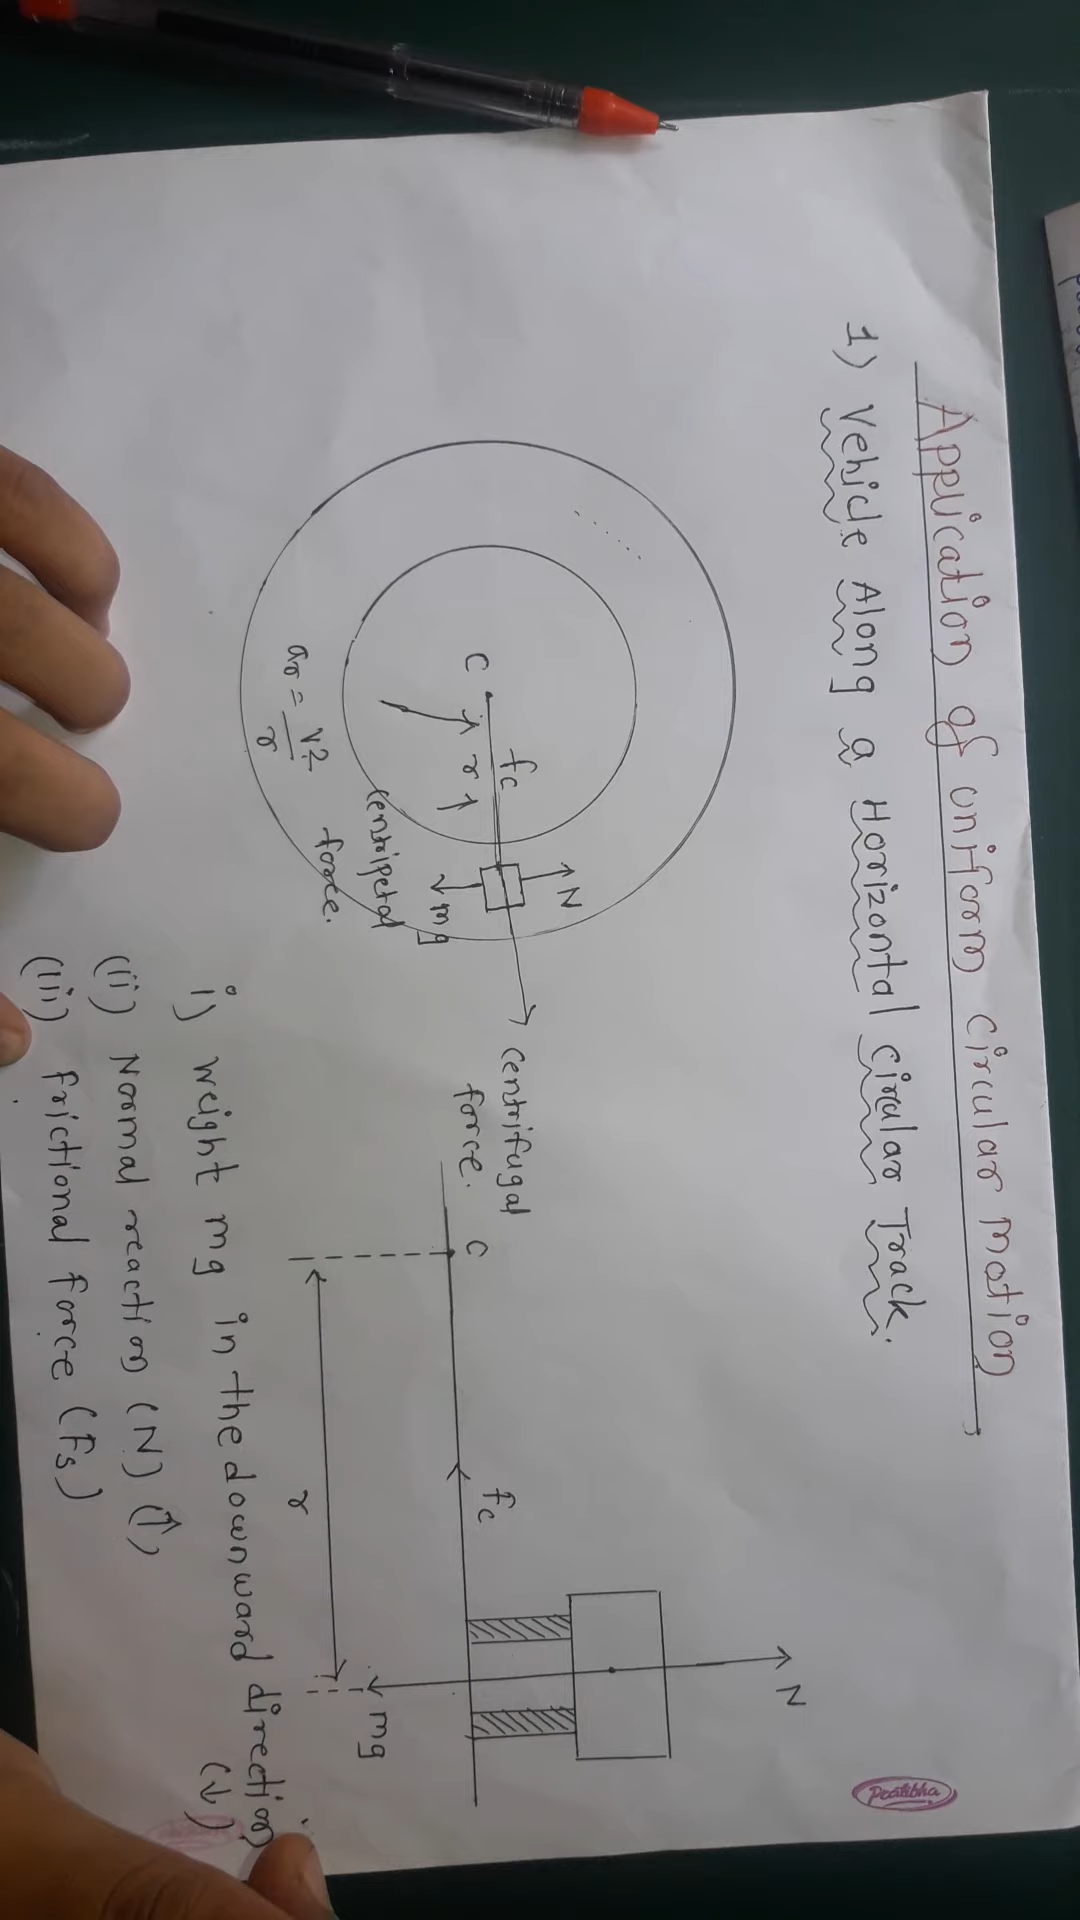 Application of uniform circular motion
1) Vehicle Along a Horizontal Circular Track.
N
fc
C
r
mg
centrifugal
force.
centripetal
force.
ar = v²/r
N
C
fc
mg
r
i) weight mg in the downward direction
(↓)
(ii) Normal reaction (N) (↑)
(iii) frictional force (Fs)
Pratibha